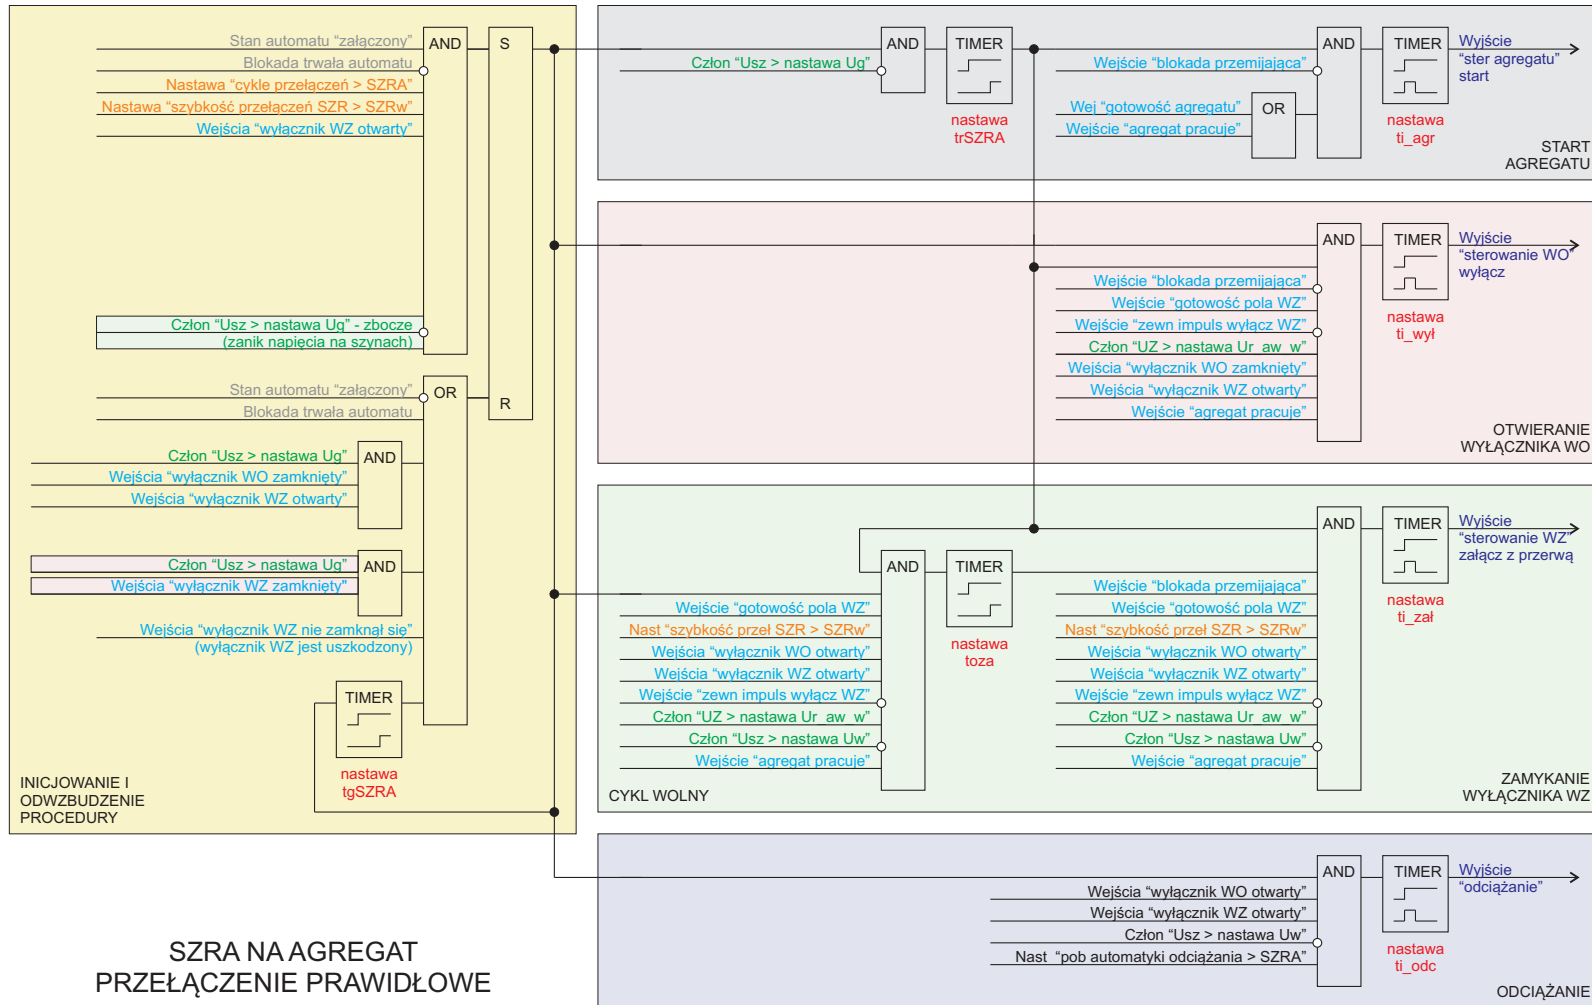 Stan automatu “załączony”
Blokada trwała automatu
Nastawa “cykle przełączeń > SZRA”
Nastawa “szybkość przełączeń SZR > SZRw”
Wejścia “wyłącznik WZ otwarty”
AND
S
Człon “Usz > nastawa Ug” - zbocze
(zanik napięcia na szynach)
Stan automatu “załączony”
Blokada trwała automatu
OR
R
Człon “Usz > nastawa Ug”
Wejścia “wyłącznik WO zamknięty”
Wejścia “wyłącznik WZ otwarty”
AND
Człon “Usz > nastawa Ug”
Wejścia “wyłącznik WZ zamknięty”
AND
Wejścia “wyłącznik WZ nie zamknął się”
(wyłącznik WZ jest uszkodzony)
TIMER
nastawa
tgSZRA
INICJOWANIE I
ODWZBUDZENIE
PROCEDURY
Człon “Usz > nastawa Ug”
AND
TIMER
nastawa
trSZRA
Wejście “blokada przemijająca”
Wej “gotowość agregatu”
Wejście “agregat pracuje”
OR
AND
TIMER
nastawa
ti_agr
Wyjście
“ster agregatu”
start
START
AGREGATU
Wejście “blokada przemijająca”
Wejście “gotowość pola WZ”
Wejście “zewn impuls wyłącz WZ”
Człon “UZ > nastawa Ur_aw_w”
Wejścia “wyłącznik WO zamknięty”
Wejścia “wyłącznik WZ otwarty”
Wejście “agregat pracuje”
AND
TIMER
nastawa
ti_wył
Wyjście
“sterowanie WO”
wyłącz
OTWIERANIE
WYŁĄCZNIKA WO
Wejście “gotowość pola WZ”
Nast “szybkość przeł SZR > SZRw”
Wejścia “wyłącznik WO otwarty”
Wejścia “wyłącznik WZ otwarty”
Wejście “zewn impuls wyłącz WZ”
Człon “UZ > nastawa Ur_aw_w”
Człon “Usz > nastawa Uw”
Wejście “agregat pracuje”
AND
TIMER
nastawa
toza
CYKL WOLNY
Wejście “blokada przemijająca”
Wejście “gotowość pola WZ”
Nast “szybkość przeł SZR > SZRw”
Wejścia “wyłącznik WO otwarty”
Wejścia “wyłącznik WZ otwarty”
Wejście “zewn impuls wyłącz WZ”
Człon “UZ > nastawa Ur_aw_w”
Człon “Usz > nastawa Uw”
Wejście “agregat pracuje”
AND
TIMER
nastawa
ti_zał
Wyjście
“sterowanie WZ”
załącz z przerwą
ZAMYKANIE
WYŁĄCZNIKA WZ
Wejścia “wyłącznik WO otwarty”
Wejścia “wyłącznik WZ otwarty”
Człon “Usz > nastawa Uw”
Nast “pob automatyki odciążania > SZRA”
AND
TIMER
nastawa
ti_odc
Wyjście
“odciążanie”
ODCIĄŻANIE
SZRA NA AGREGAT
PRZEŁĄCZENIE PRAWIDŁOWE